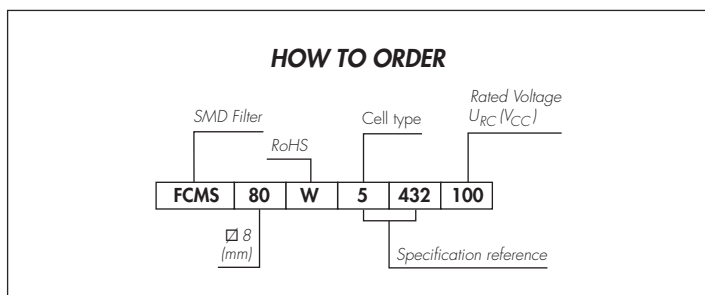 HOW TO ORDER
Rated Voltage
U_RC (V_CC)
SMD Filter
Cell type
RoHS
FCMS 80 W 5 432 100
8
(mm)
Specification reference